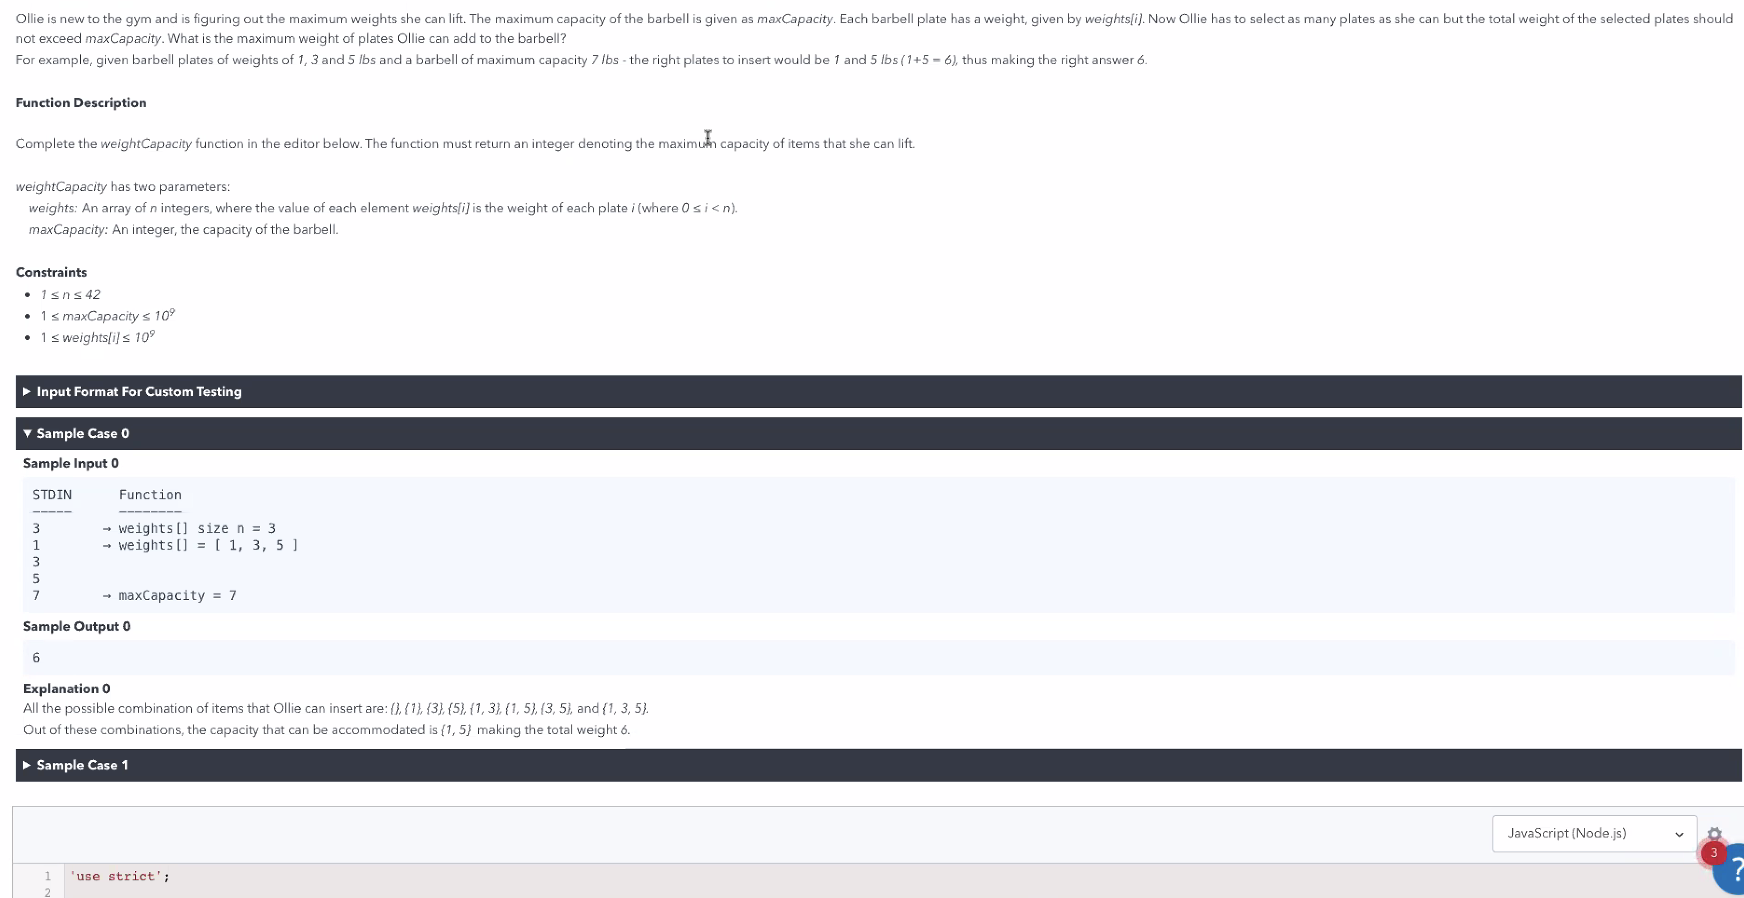 Ollie is new to the gym and is figuring out the maximum weights she can lift. The maximum capacity of the barbell is given as maxCapacity. Each barbell plate has a weight, given by weights[i]. Now Ollie has to select as many plates as she can but the total weight of the selected plates should
not exceed maxCapacity. What is the maximum weight of plates Ollie can add to the barbell?
For example, given barbell plates of weights of 1, 3 and 5 lbs and a barbell of maximum capacity 7 lbs - the right plates to insert would be 1 and 5 lbs (1+5 = 6), thus making the right answer 6.
Function Description
Complete the weightCapacity function in the editor below. The function must return an integer denoting the maximum capacity of items that she can lift.
weightCapacity has two parameters:
weights: An array of n integers, where the value of each element weights[i] is the weight of each plate i (where 0 ≤ i < n).
maxCapacity: An integer, the capacity of the barbell.
Constraints
• 1 ≤ n ≤ 42
• 1 ≤ maxCapacity ≤ 10⁹
• 1 ≤ weights[i] ≤ 10⁹
▶ Input Format For Custom Testing
▼ Sample Case 0
Sample Input 0
STDIN Function
----- --------
3 → weights[] size n = 3
1 → weights[] = [ 1, 3, 5 ]
3
5
7 → maxCapacity = 7
Sample Output 0
6
Explanation 0
All the possible combination of items that Ollie can insert are: {}, {1}, {3}, {5}, {1, 3}, {1, 5}, {3, 5}, and {1, 3, 5}.
Out of these combinations, the capacity that can be accommodated is {1, 5} making the total weight 6.
▶ Sample Case 1
JavaScript (Node.js)
3
?
1 'use strict';
2